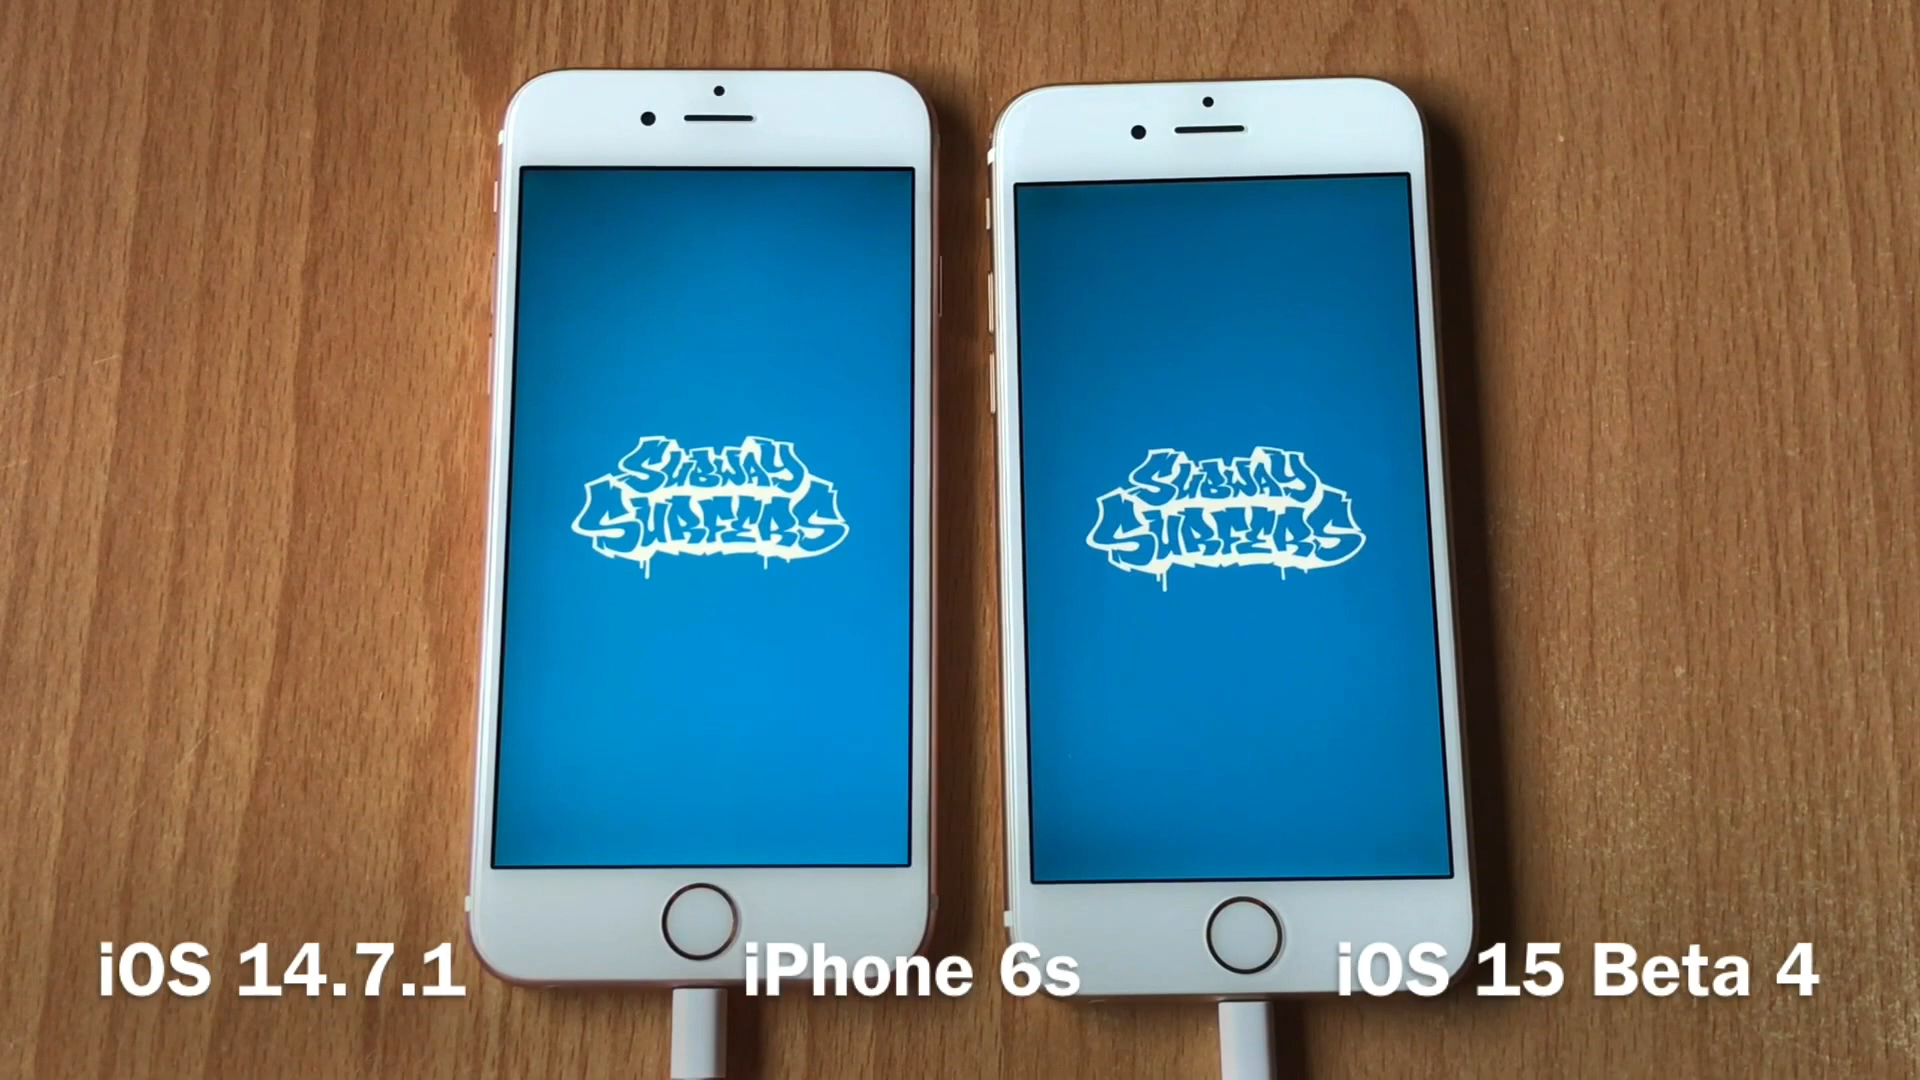 SUBWAY
SURFERS
SUBWAY
SURFERS
iOS 14.7.1
iPhone 6s
iOS 15 Beta 4